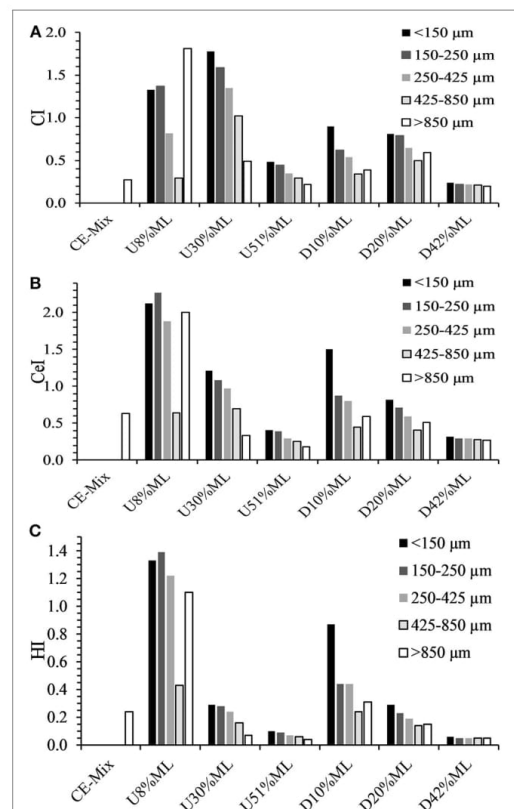 A
2.0
1.5
1.0
0.5
0.0
CI
<150 µm
150-250 µm
250-425 µm
425-850 µm
>850 µm
CE-Mix
U8%ML
U30%ML
U51%ML
D10%ML
D20%ML
D42%ML
B
2.0
1.5
1.0
0.5
0.0
CeI
<150 µm
150-250 µm
250-425 µm
425-850 µm
>850 µm
CE-Mix
U8%ML
U30%ML
U51%ML
D10%ML
D20%ML
D42%ML
C
1.4
1.2
1.0
0.8
0.6
0.4
0.2
0.0
HI
<150 µm
150-250 µm
250-425 µm
425-850 µm
>850 µm
CE-Mix
U8%ML
U30%ML
U51%ML
D10%ML
D20%ML
D42%ML